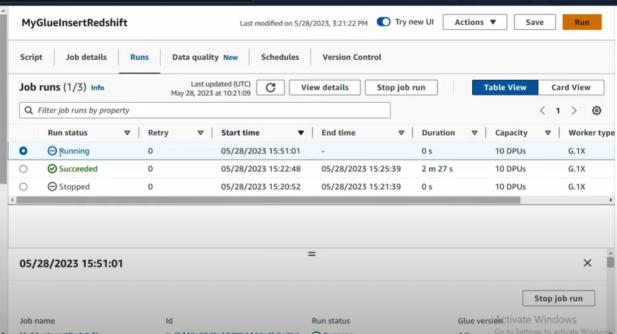 MyGlueInsertRedshift
Last modified on 5/28/2023, 3:21:22 PM Try new UI Actions ▼ Save Run
Script Job details Runs Data quality New Schedules Version Control
Job runs (1/3) Info Last updated (UTC) May 28, 2023 at 10:21:09 View details Stop job run Table View Card View
Filter job runs by property 1
Run status Retry Start time End time Duration Capacity Worker type
Running 0 05/28/2023 15:51:01 - 0 s 10 DPUs G.1X
Succeeded 0 05/28/2023 15:22:48 05/28/2023 15:25:39 2 m 27 s 10 DPUs G.1X
Stopped 0 05/28/2023 15:20:52 05/28/2023 15:21:39 0 s 10 DPUs G.1X
05/28/2023 15:51:01
Stop job run
Job name Id Run status Glue version
Activate Windows
Go to Settings to activate Windows